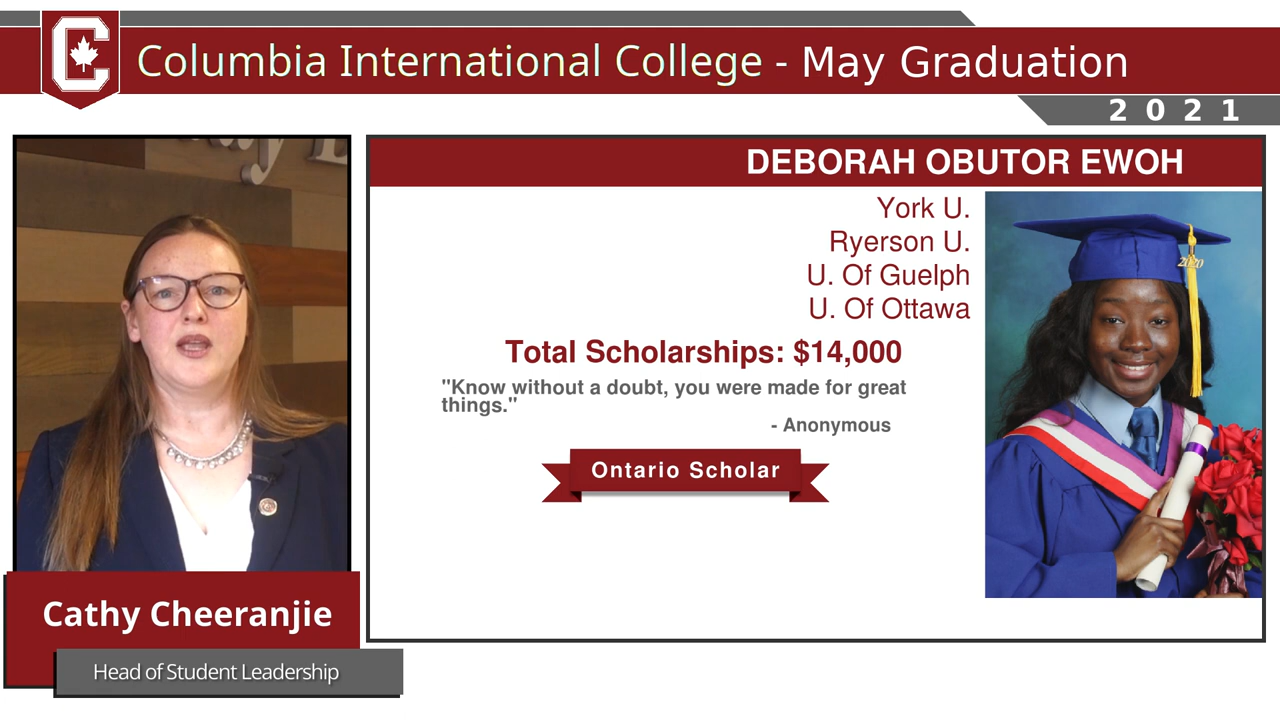 Columbia International College - May Graduation
2 0 2 1
DEBORAH OBUTOR EWOH
York U.
Ryerson U.
U. Of Guelph
U. Of Ottawa
Total Scholarships: $14,000
"Know without a doubt, you were made for great
things."
- Anonymous
Ontario Scholar
2020
Cathy Cheeranjie
Head of Student Leadership